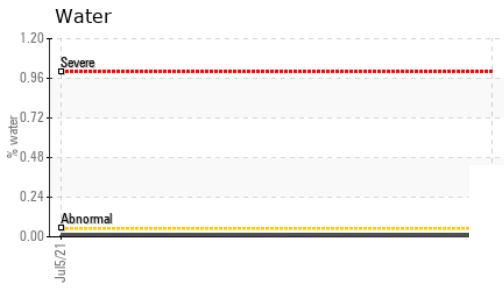 Water
1.20
Severe
0.96
0.72
% water
0.48
0.24
Abnormal
0.00
Jul5/21